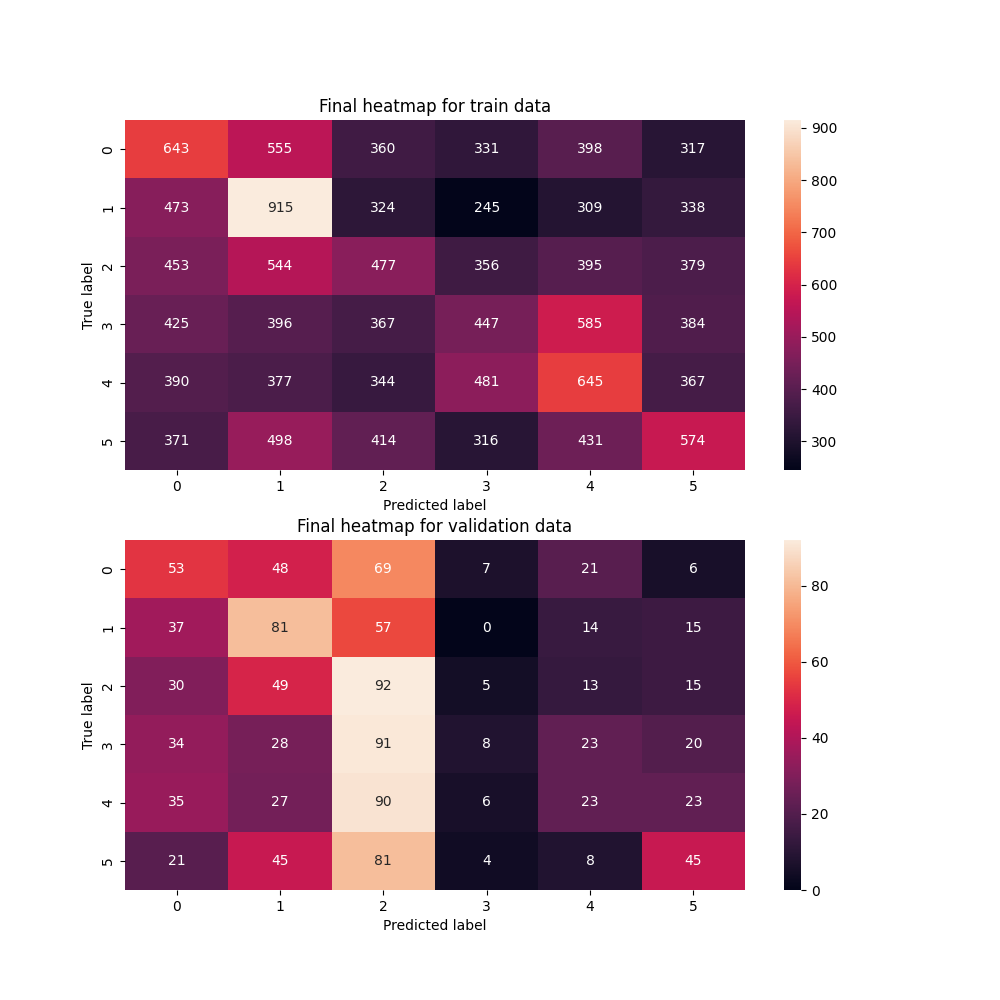 Final heatmap for train data
0 643 555 360 331 398 317
1 473 915 324 245 309 338
2 453 544 477 356 395 379
3 425 396 367 447 585 384
4 390 377 344 481 645 367
5 371 498 414 316 431 574
0 1 2 3 4 5
Predicted label
True label
900
800
700
600
500
400
300
Final heatmap for validation data
0 53 48 69 7 21 6
1 37 81 57 0 14 15
2 30 49 92 5 13 15
3 34 28 91 8 23 20
4 35 27 90 6 23 23
5 21 45 81 4 8 45
0 1 2 3 4 5
Predicted label
True label
80
60
40
20
0